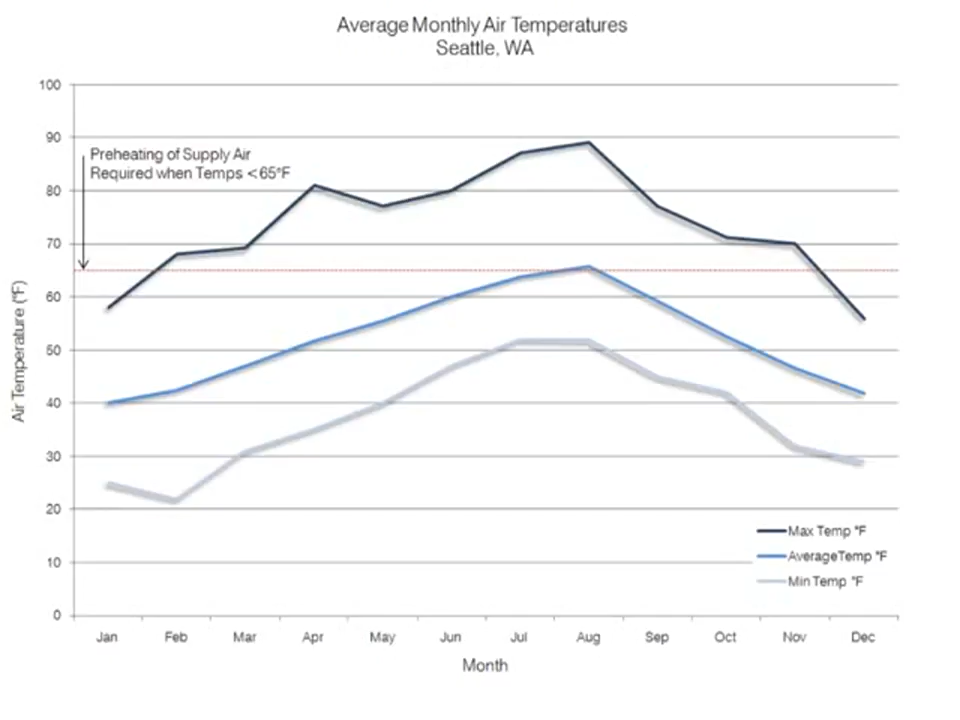 Average Monthly Air Temperatures
Seattle, WA
100
90
80
70
60
50
40
30
20
10
0
Air Temperature (°F)
Preheating of Supply Air
Required when Temps <65°F
Max Temp °F
AverageTemp °F
Min Temp °F
Jan Feb Mar Apr May Jun Jul Aug Sep Oct Nov Dec
Month